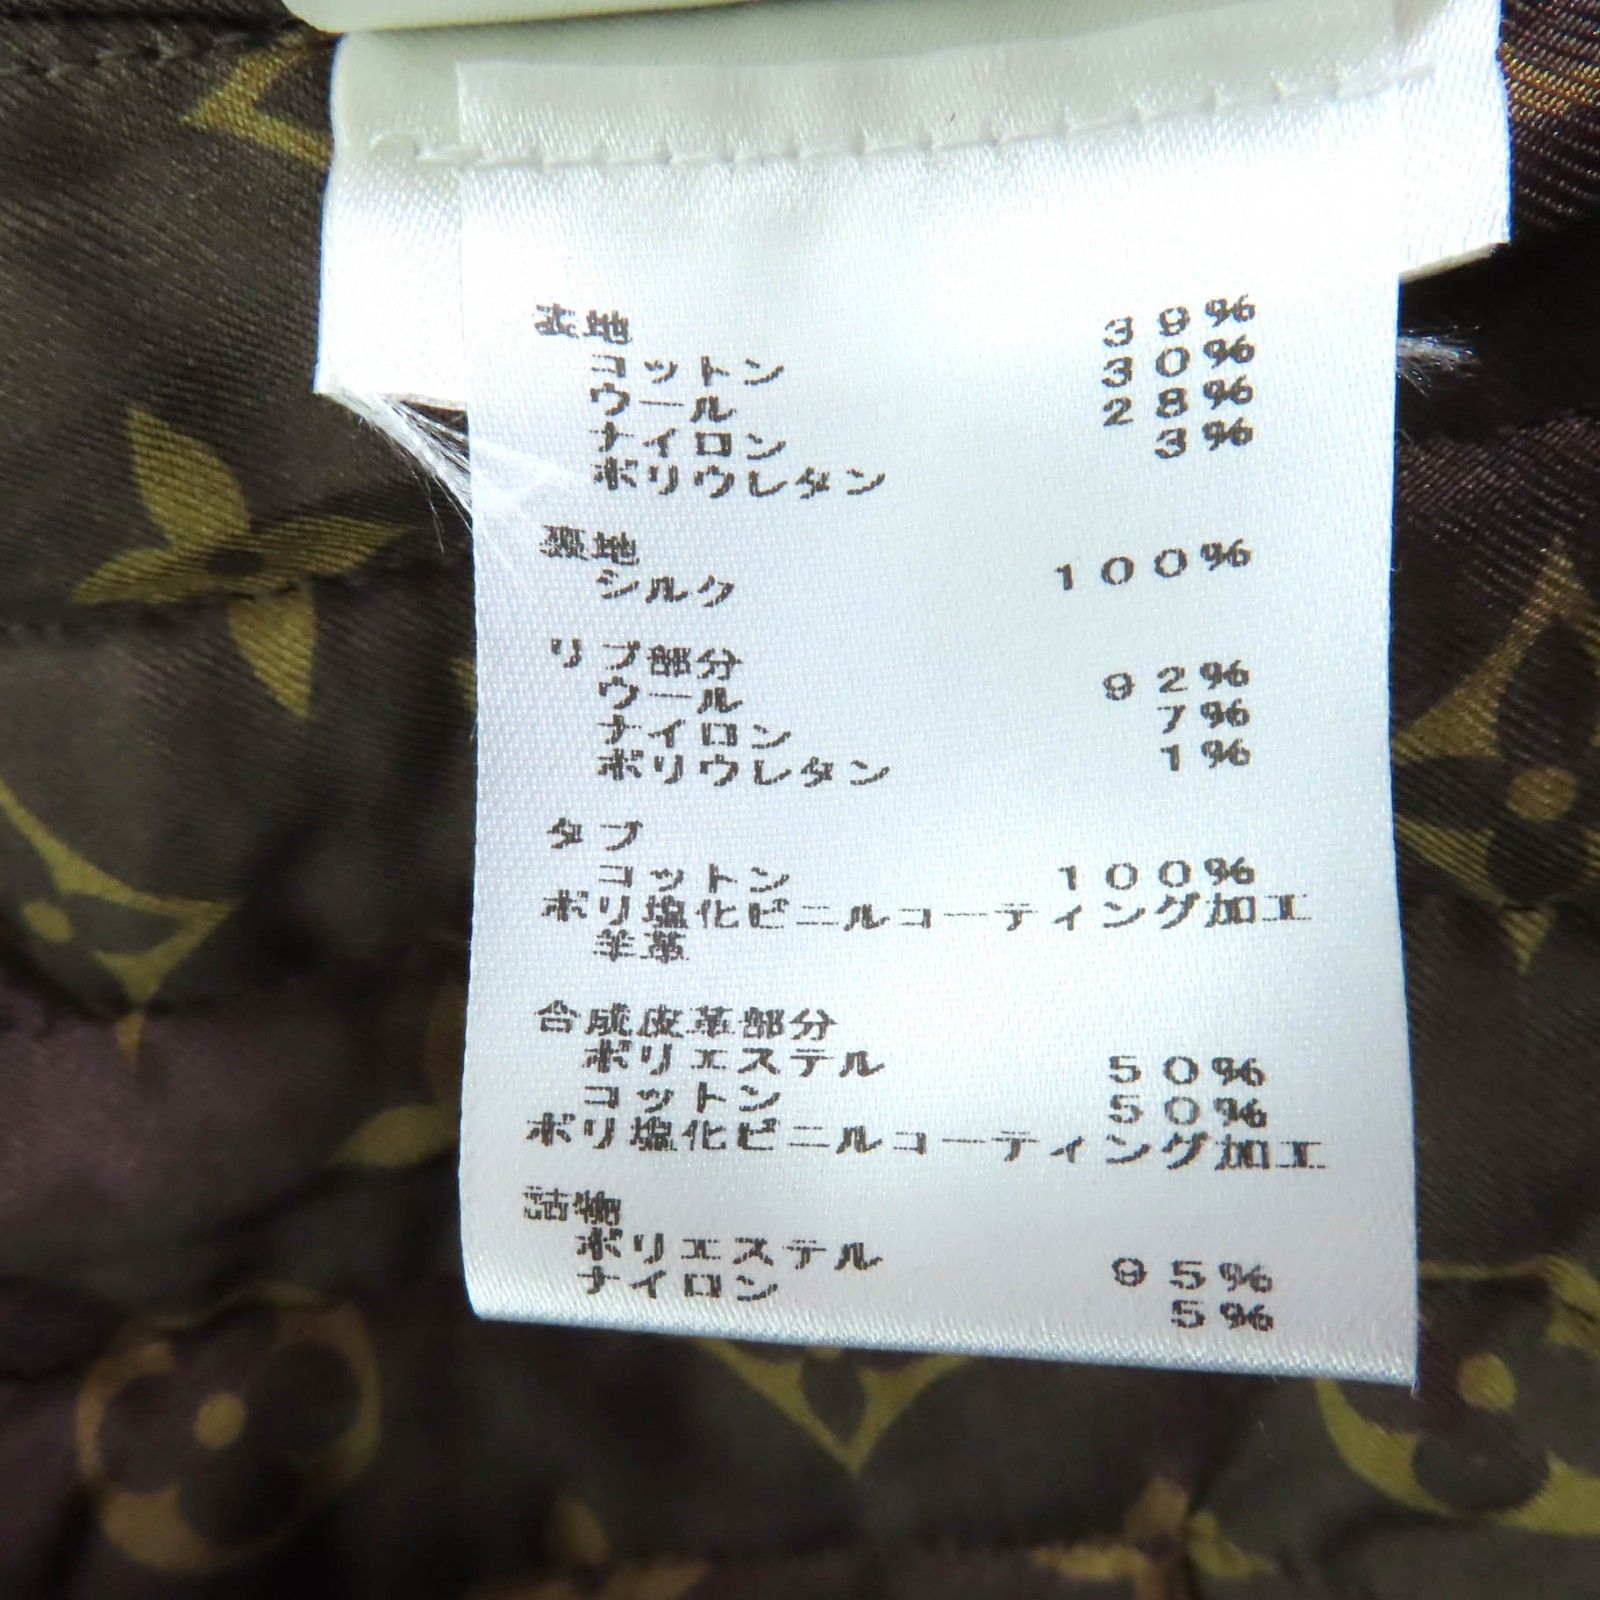 表地
コットン 39%
ウール 30%
ナイロン 28%
ポリウレタン 3%
裏地
シルク 100%
リブ部分
ウール 92%
ナイロン 7%
ポリウレタン 1%
タブ
コットン 100%
ポリ塩化ビニルコーティング加工
羊革
合成皮革部分
ポリエステル 50%
コットン 50%
ポリ塩化ビニルコーティング加工
詰物
ポリエステル 95%
ナイロン 5%